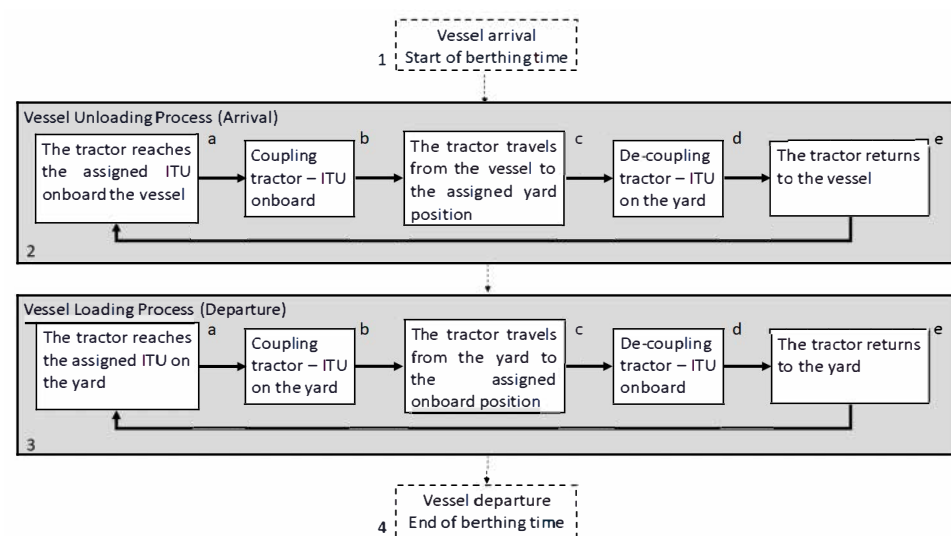 Vessel arrival
1 Start of berthing time
Vessel Unloading Process (Arrival)
a b c d e
The tractor reaches
the assigned ITU
onboard the vessel
Coupling
tractor – ITU
onboard
The tractor travels
from the vessel to
the assigned yard
position
De-coupling
tractor – ITU
on the yard
The tractor returns
to the vessel
2
Vessel Loading Process (Departure)
a b c d e
The tractor reaches
the assigned ITU on
the yard
Coupling
tractor – ITU
on the yard
The tractor travels
from the yard to
the assigned
onboard position
De-coupling
tractor – ITU
onboard
The tractor returns
to the yard
3
Vessel departure
4 End of berthing time